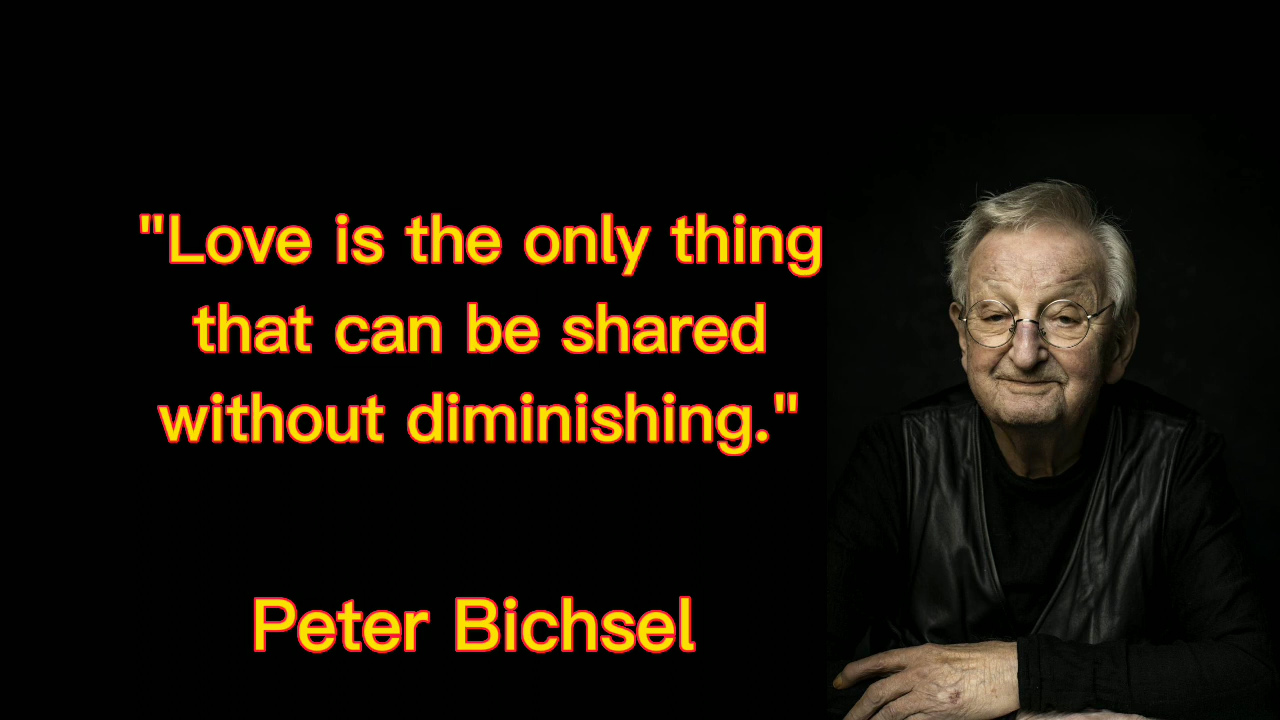 "Love is the only thing
that can be shared
without diminishing."
Peter Bichsel